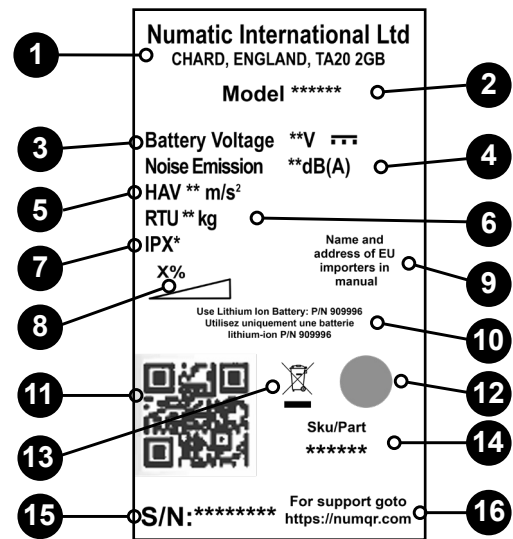 Numatic International Ltd
1
CHARD, ENGLAND, TA20 2GB
Model ******
2
3
Battery Voltage **V
Noise Emission **dB(A)
4
5
HAV ** m/s²
RTU ** kg
6
7
IPX*
Name and
address of EU
importers in
manual
9
X%
8
Use Lithium Ion Battery: P/N 909996
Utilisez uniquement une batterie
lithium-ion P/N 909996
10
11
12
13
Sku/Part
******
14
15
S/N:********
For support goto
https://numqr.com
16